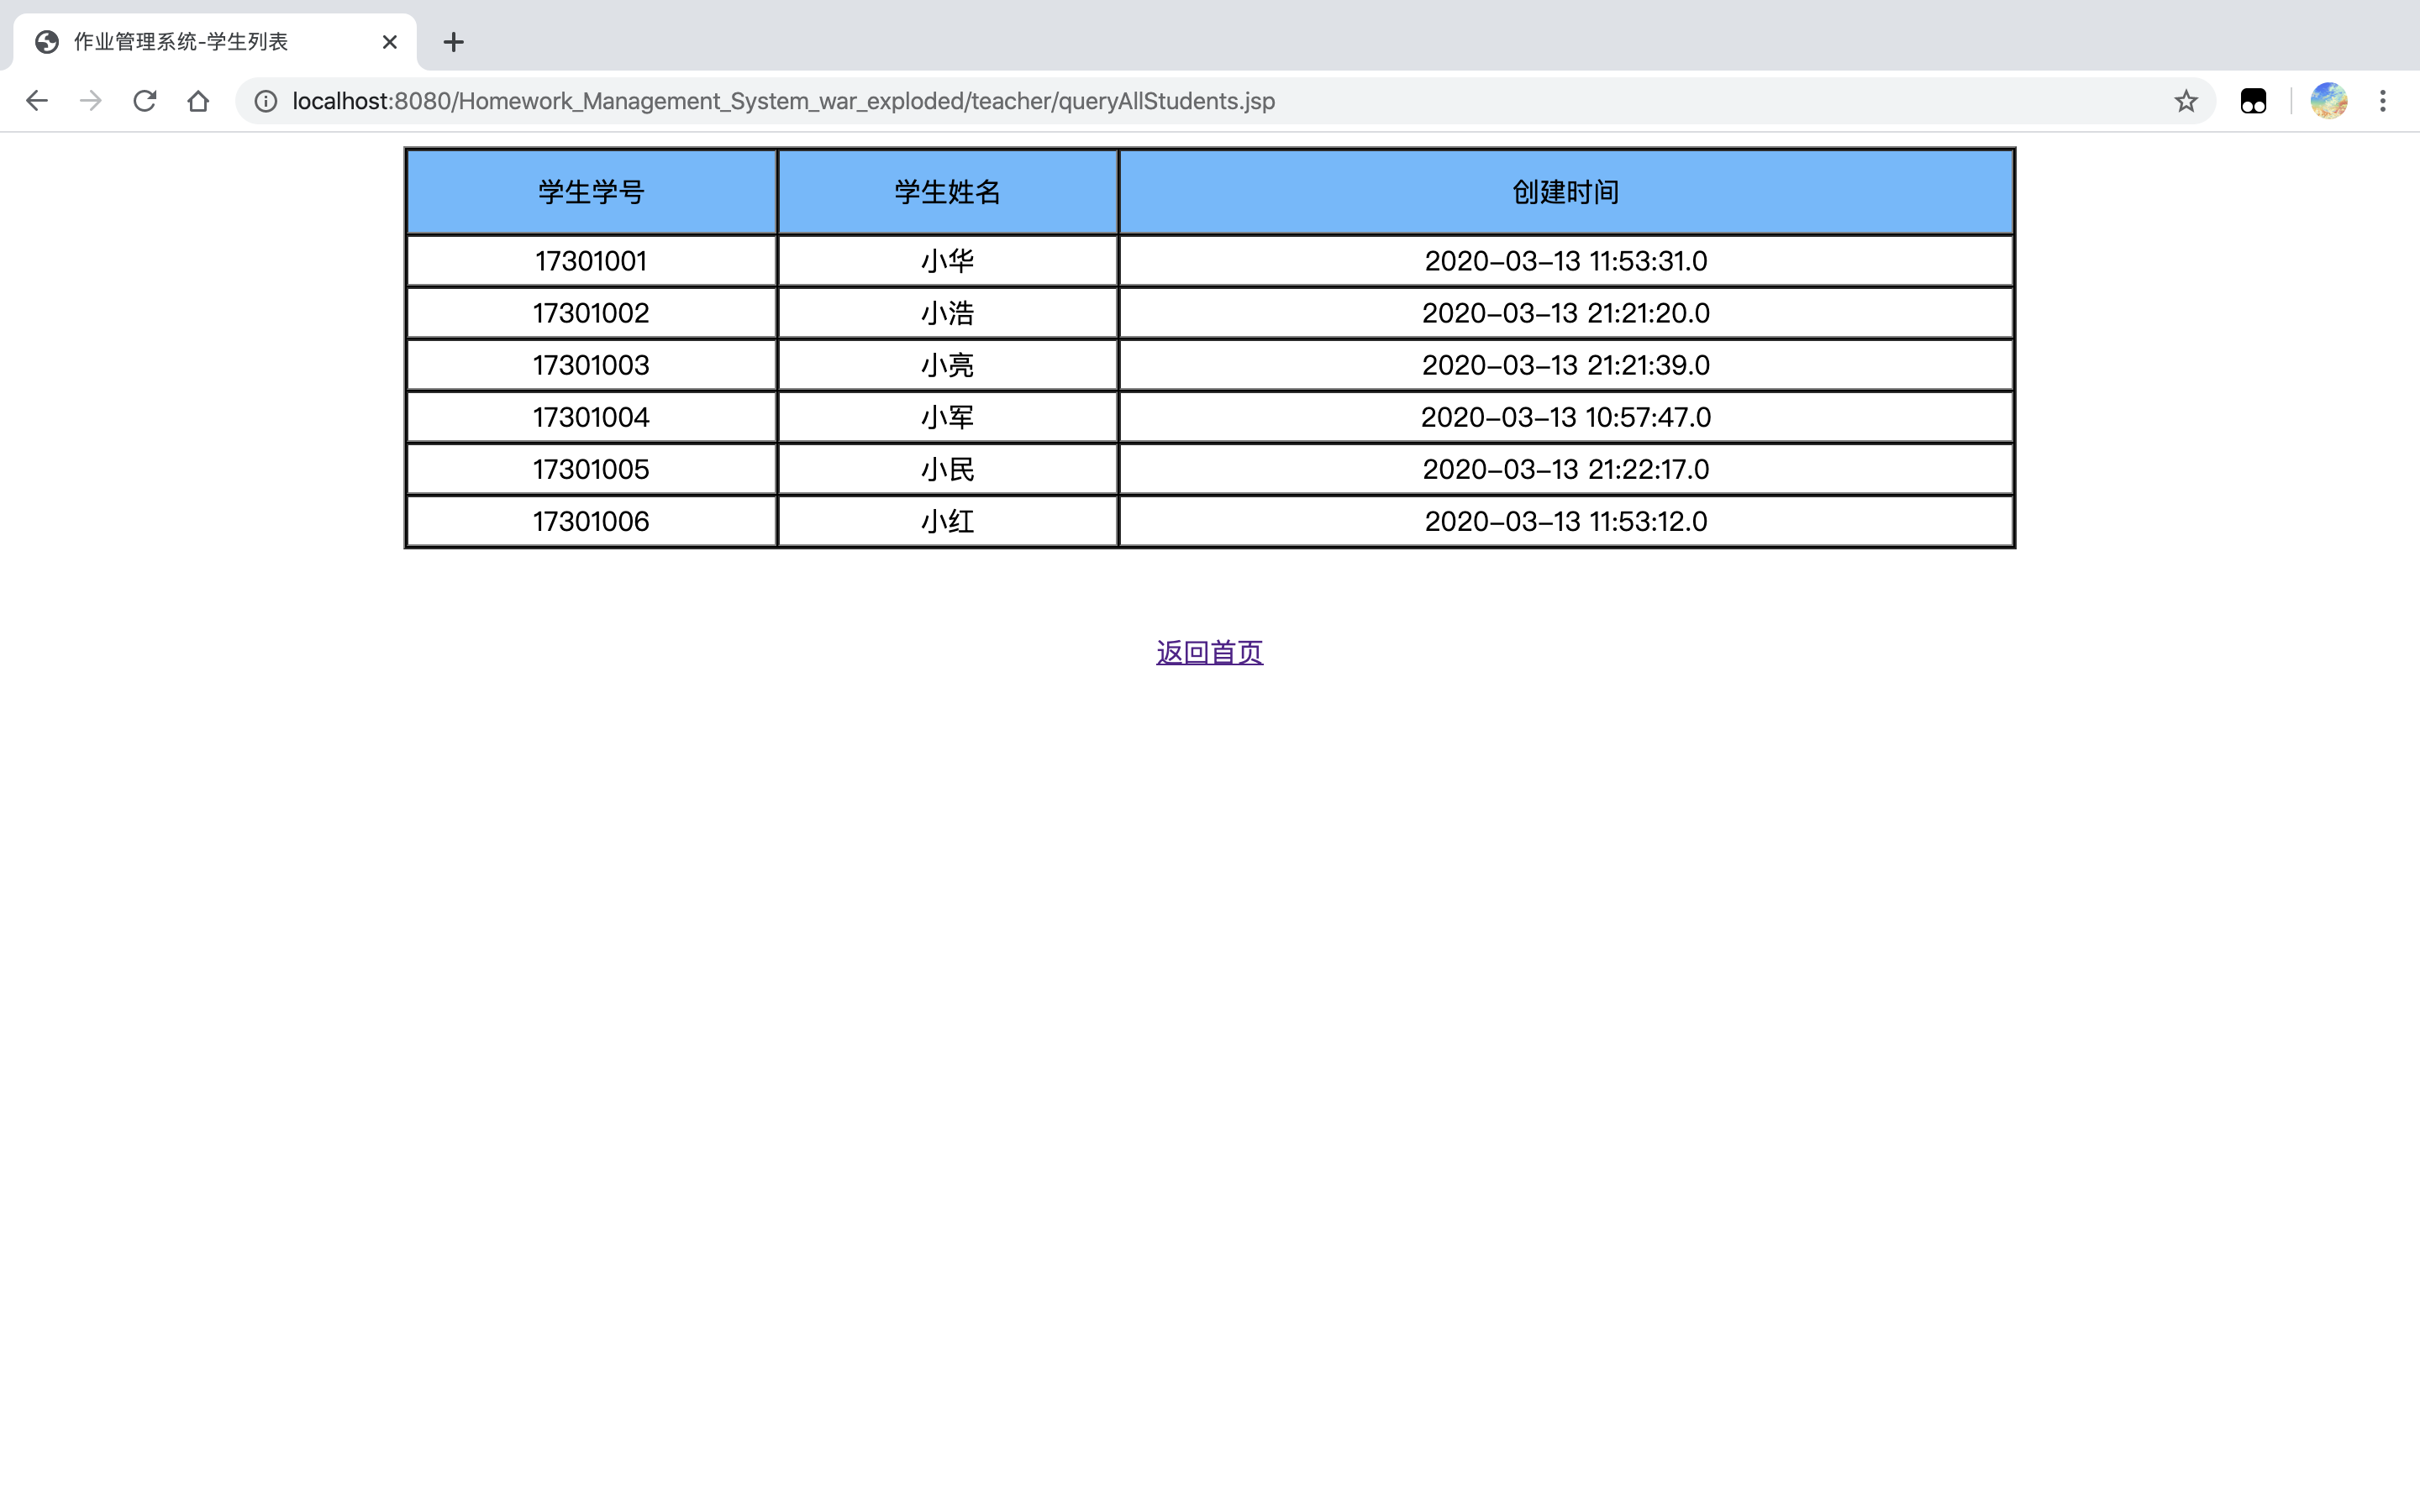 作业管理系统-学生列表
localhost:8080/Homework_Management_System_war_exploded/teacher/queryAllStudents.jsp
学生学号 学生姓名 创建时间
17301001 小华 2020-03-13 11:53:31.0
17301002 小浩 2020-03-13 21:21:20.0
17301003 小亮 2020-03-13 21:21:39.0
17301004 小军 2020-03-13 10:57:47.0
17301005 小民 2020-03-13 21:22:17.0
17301006 小红 2020-03-13 11:53:12.0
返回首页